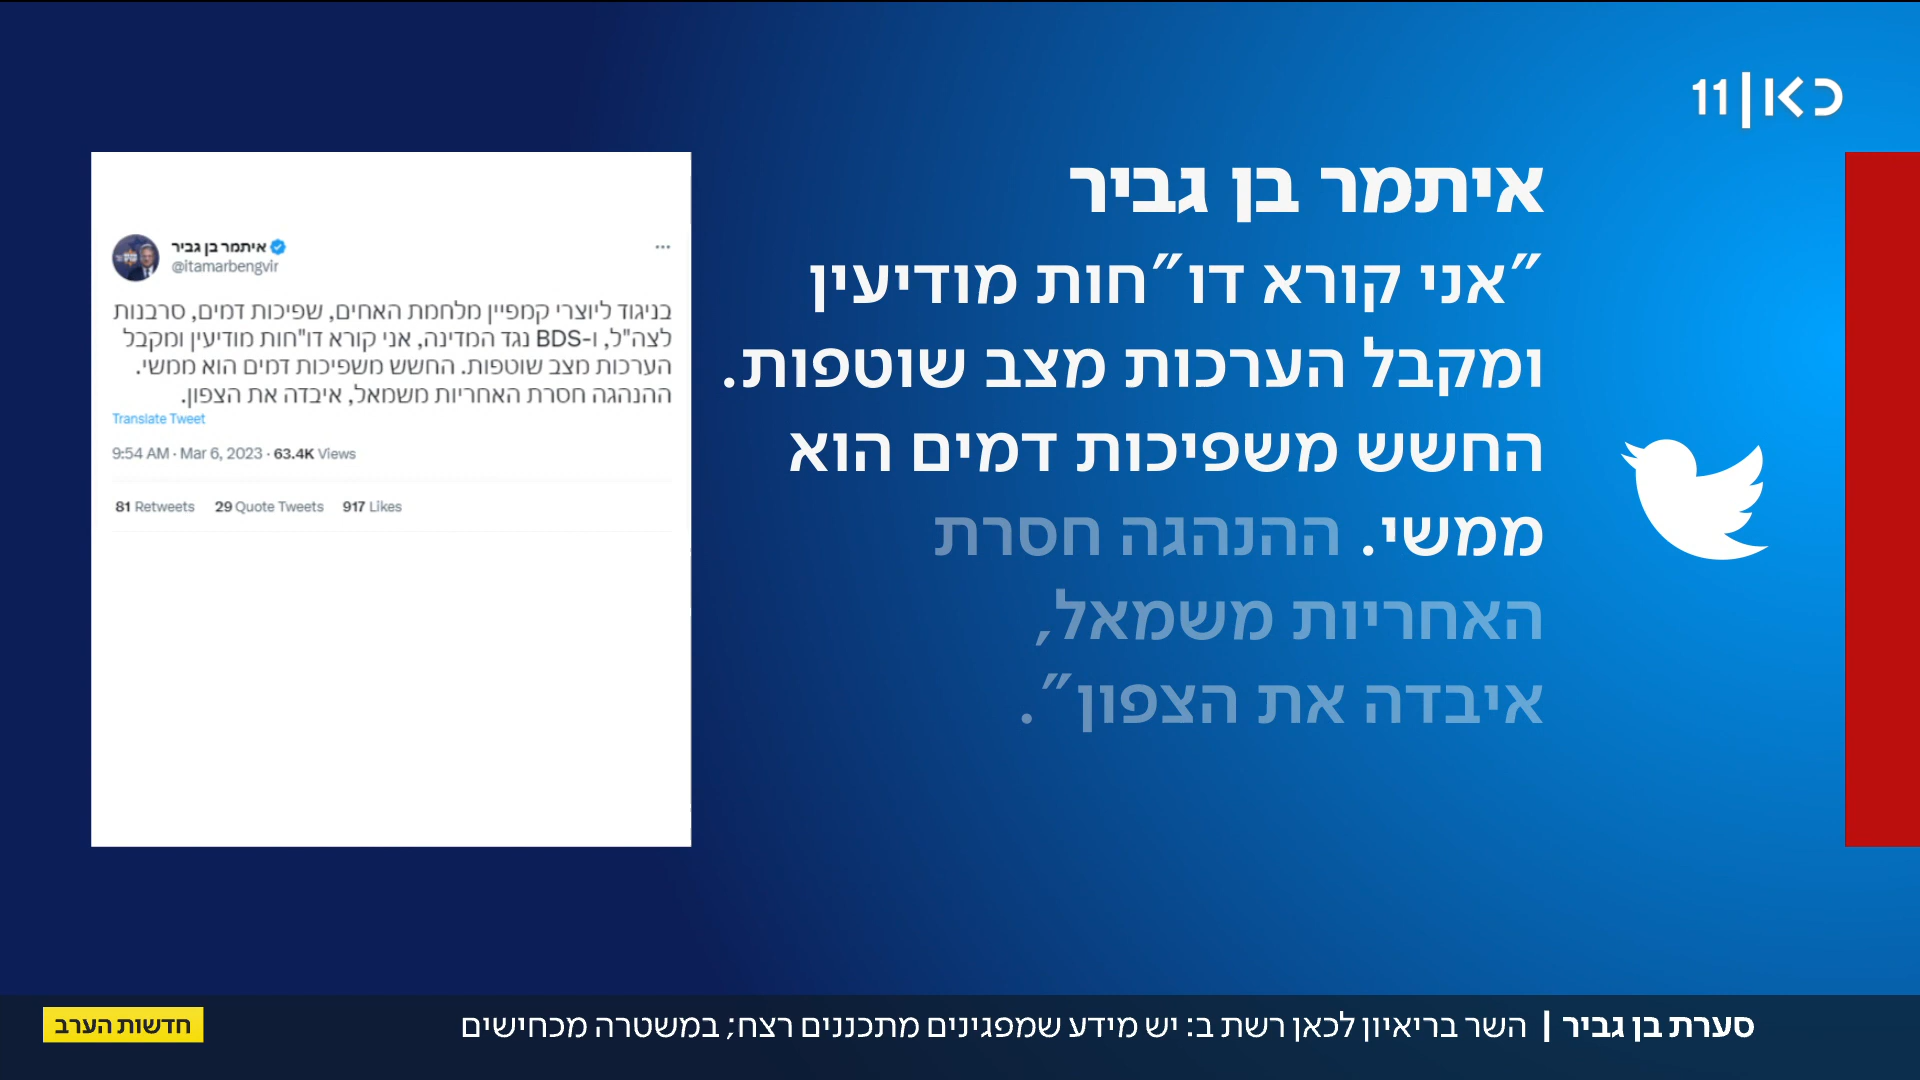 כאן 11
איתמר בן גביר
"אני קורא דו"חות מודיעין
ומקבל הערכות מצב שוטפות.
החשש משפיכות דמים הוא
ממשי. ההנהגה חסרת
האחריות משמאל,
איבדה את הצפון".
איתמר בן גביר
@itamarbengvir
בניגוד ליוצרי קמפיין מלחמת האחים, שפיכות דמים, סרבנות
לצה"ל, ו-BDS נגד המדינה, אני קורא דו"חות מודיעין ומקבל
הערכות מצב שוטפות. החשש משפיכות דמים הוא ממשי.
ההנהגה חסרת האחריות משמאל, איבדה את הצפון.
Translate Tweet
9:54 AM · Mar 6, 2023 · 63.4K Views
81 Retweets 29 Quote Tweets 917 Likes
סערת בן גביר | השר בריאיון לכאן רשת ב: יש מידע שמפגינים מתכננים רצח; במשטרה מכחישים
חדשות הערב